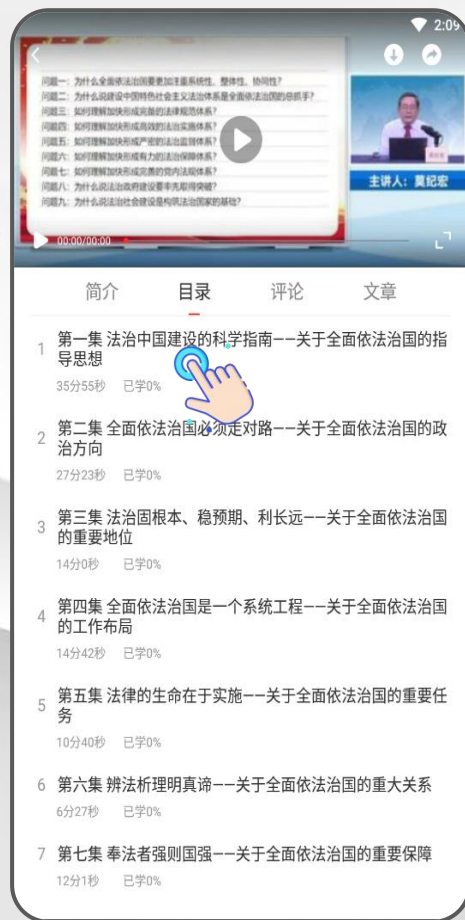 2:09
问题一：为什么全面依法治国要更加注重系统性、整体性、协同性？
问题二：为什么说建设中国特色社会主义法治体系是全面依法治国的总抓手？
问题三：如何理解加快形成完备的法律规范体系？
问题四：如何理解加快形成高效的法治实施体系？
问题五：如何理解加快形成严密的法治监督体系？
问题六：如何理解加快形成有力的法治保障体系？
问题七：如何理解加快形成完善的党内法规体系？
问题八：为什么说法治政府建设要率先取得突破？
问题九：为什么说法治社会建设是构筑法治国家的基础？
主讲人：莫纪宏
00:00/00:00
简介 目录 评论 文章
1 第一集 法治中国建设的科学指南——关于全面依法治国的指
导思想
35分55秒 已学0%
2 第二集 全面依法治国必须走对路——关于全面依法治国的政
治方向
27分23秒 已学0%
3 第三集 法治固根本、稳预期、利长远——关于全面依法治国
的重要地位
14分0秒 已学0%
4 第四集 全面依法治国是一个系统工程——关于全面依法治国
的工作布局
14分42秒 已学0%
5 第五集 法律的生命在于实施——关于全面依法治国的重要任
务
10分40秒 已学0%
6 第六集 辨法析理明真谛——关于全面依法治国的重大关系
6分27秒 已学0%
7 第七集 奉法者强则国强——关于全面依法治国的重要保障
12分1秒 已学0%